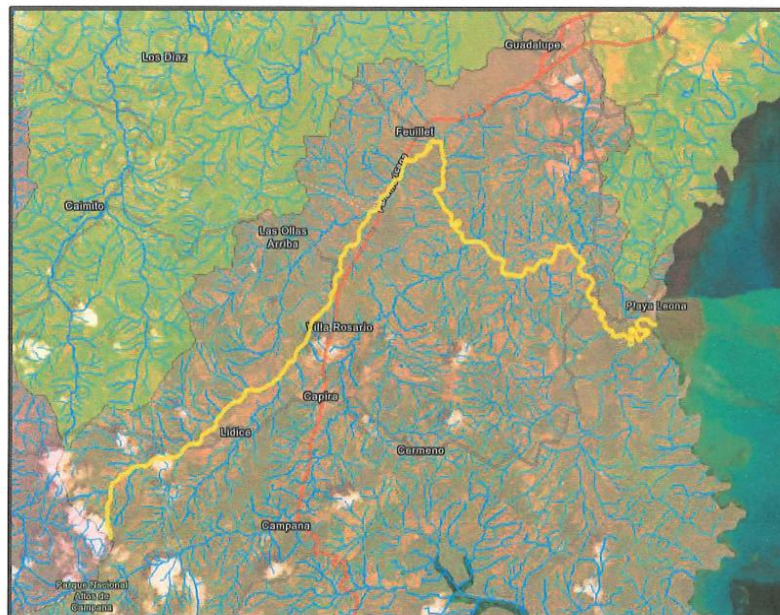 Guadalupe
Los Diaz
Feuillet
Caimito
Las Ollas
Arriba
Playa Leona
Villa Rosario
Capira
Lidice
Cermeno
Campana
Parque Nacional
Altos de
Campana